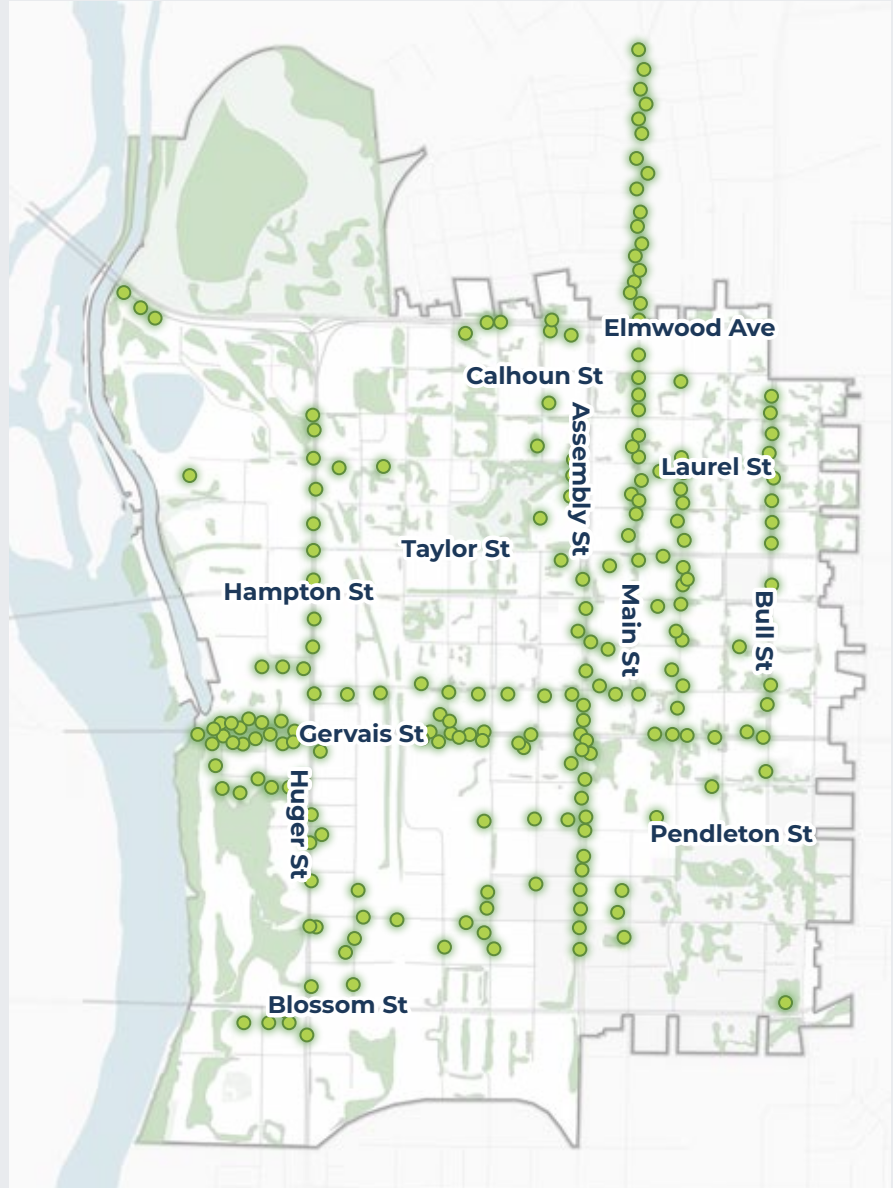 Elmwood Ave
Calhoun St
Assembly St
Laurel St
Taylor St
Hampton St
Main St
Bull St
Gervais St
Huger St
Pendleton St
Blossom St